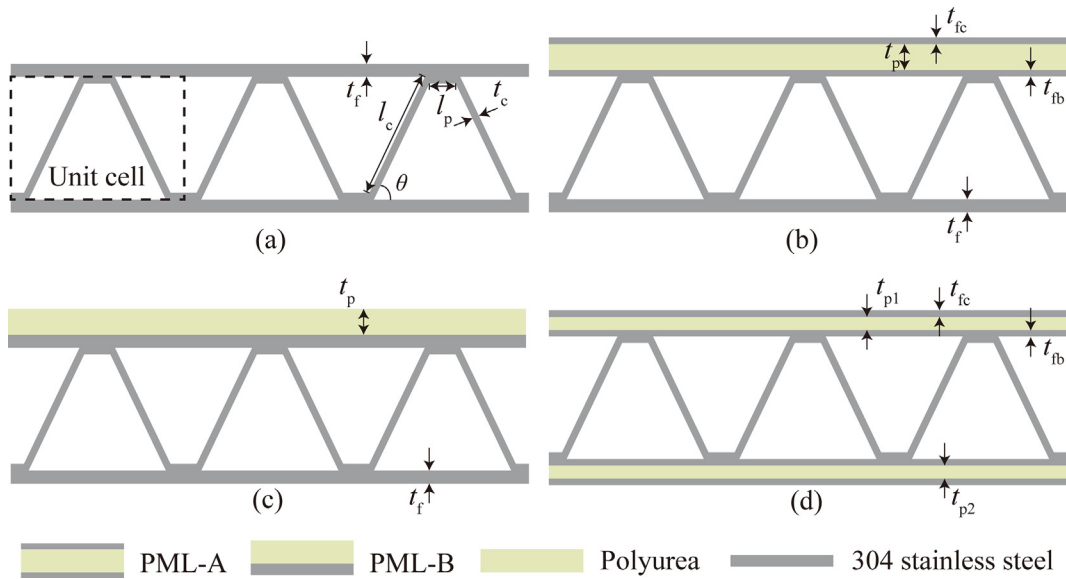 t_f
l_c
l_p
t_c
θ
Unit cell
(a)
t_fc
t_p
t_fb
t_f
(b)
t_p
t_f
(c)
t_p1
t_fc
t_fb
t_p2
(d)
PML-A
PML-B
Polyurea
304 stainless steel